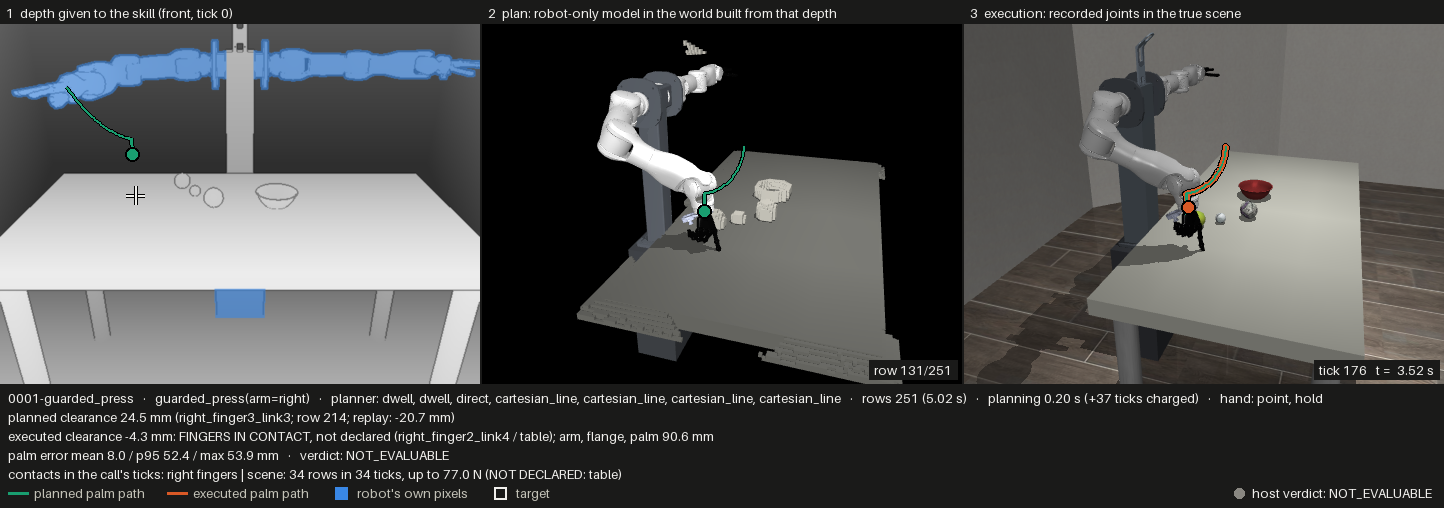 1 depth given to the skill (front, tick 0)
2 plan: robot-only model in the world built from that depth
3 execution: recorded joints in the true scene
row 131/251
tick 176 t = 3.52 s
0001-guarded_press · guarded_press(arm=right) · planner: dwell, dwell, direct, cartesian_line, cartesian_line, cartesian_line, cartesian_line · rows 251 (5.02 s) · planning 0.20 s (+37 ticks charged) · hand: point, hold
planned clearance 24.5 mm (right_finger3_link3; row 214; replay: -20.7 mm)
executed clearance -4.3 mm: FINGERS IN CONTACT, not declared (right_finger2_link4 / table); arm, flange, palm 90.6 mm
palm error mean 8.0 / p95 52.4 / max 53.9 mm · verdict: NOT_EVALUABLE
contacts in the call's ticks: right fingers | scene: 34 rows in 34 ticks, up to 77.0 N (NOT DECLARED: table)
planned palm path executed palm path robot's own pixels target host verdict: NOT_EVALUABLE